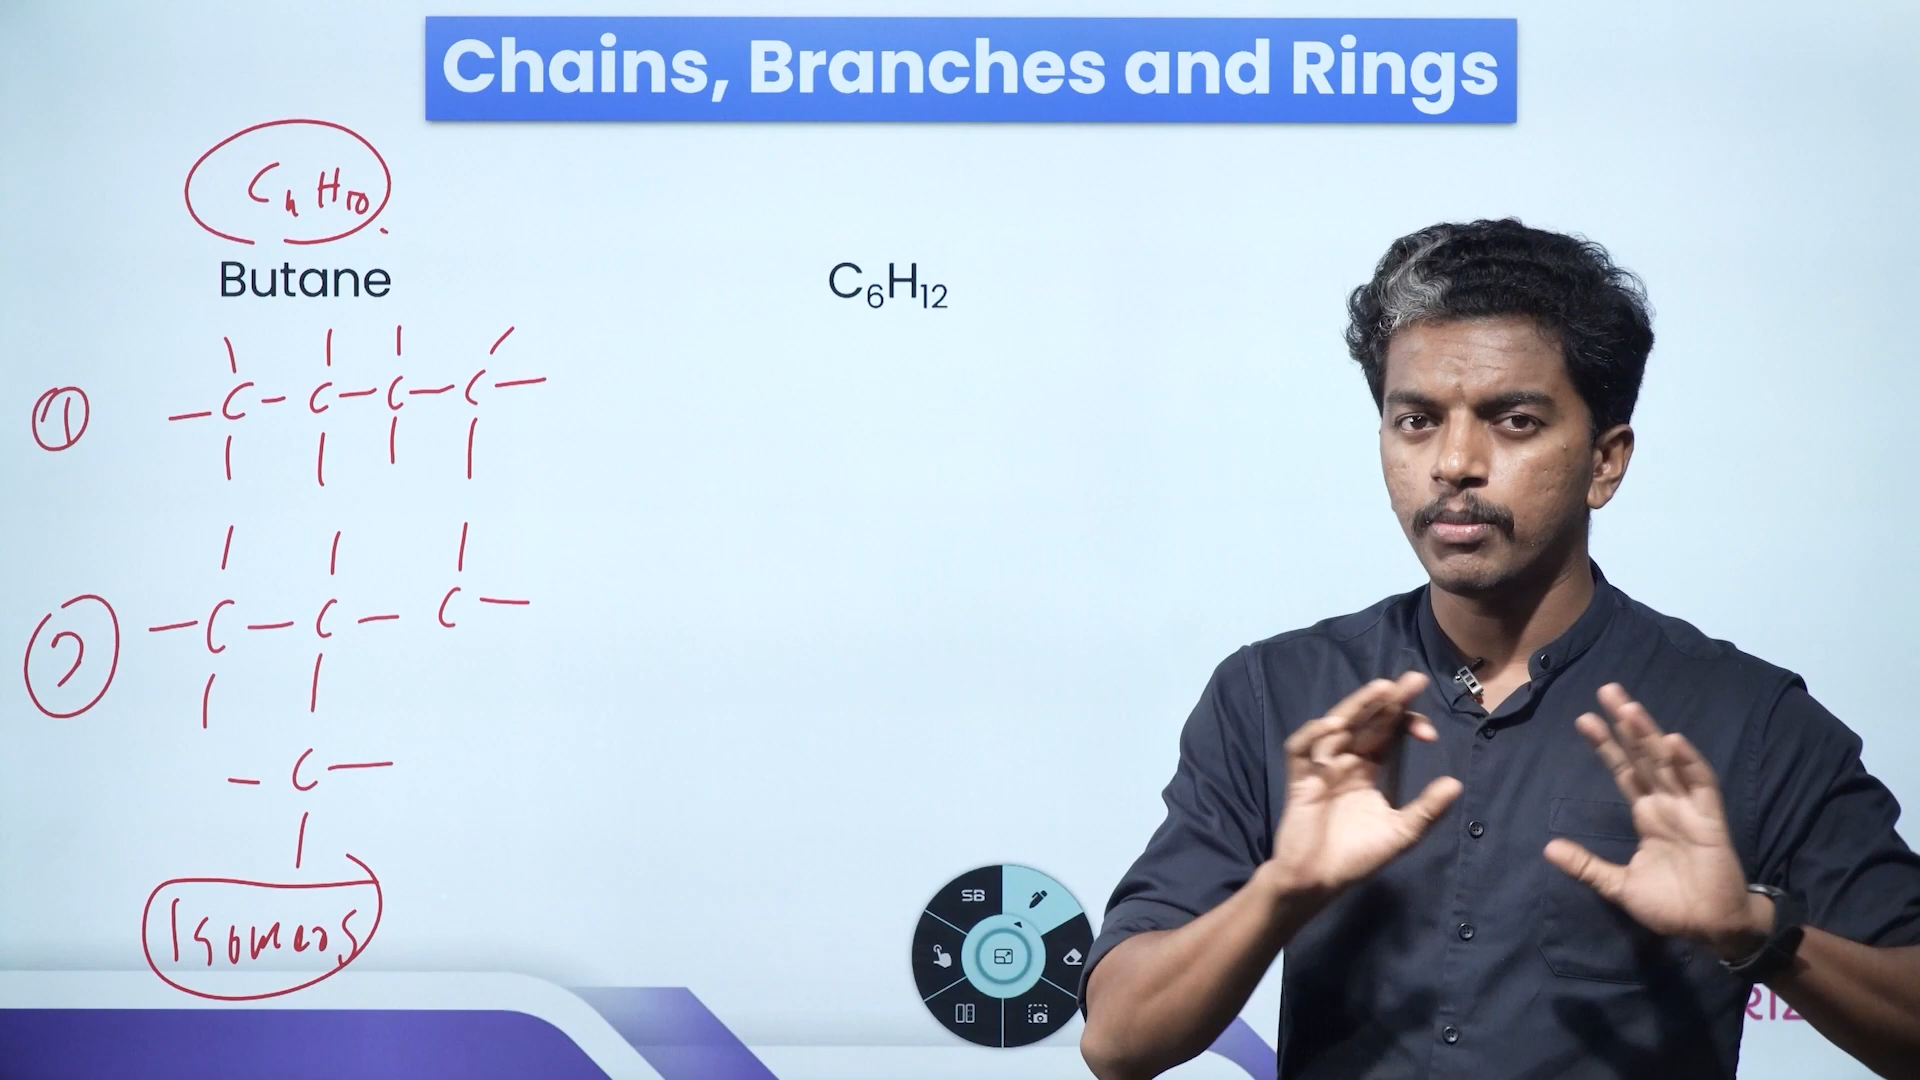 Chains, Branches and Rings
C₄H₁₀
Butane
C₆H₁₂
①
C - C - C - C
②
C - C - C
C
Isomers
SB